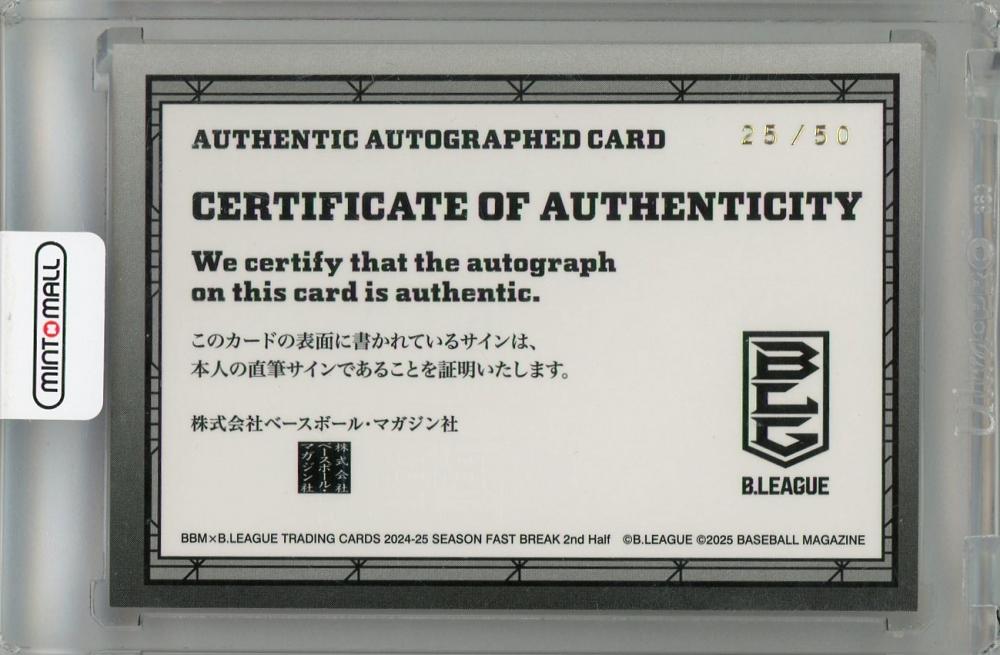 AUTHENTIC AUTOGRAPHED CARD
25/50
CERTIFICATE OF AUTHENTICITY
We certify that the autograph
on this card is authentic.
このカードの表面に書かれているサインは、
本人の直筆サインであることを証明いたします。
株式会社ベースボール・マガジン社
株式会社
ベースボール・
マガジン社
BLG
B.LEAGUE
BBM×B.LEAGUE TRADING CARDS 2024-25 SEASON FAST BREAK 2nd Half ©B.LEAGUE ©2025 BASEBALL MAGAZINE
MINTOMALL